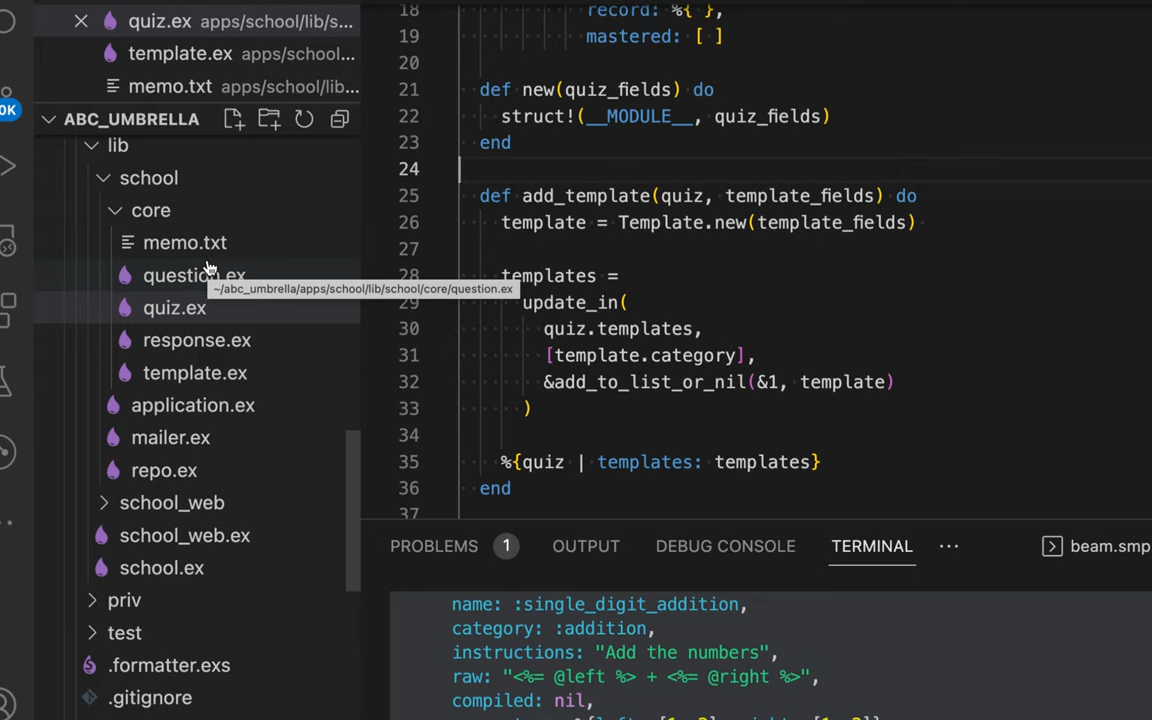 quiz.ex apps/school/lib/s...
template.ex apps/school...
memo.txt apps/school/lib...
0K
ABC_UMBRELLA
lib
school
core
memo.txt
question.ex
~/abc_umbrella/apps/school/lib/school/core/question.ex
quiz.ex
response.ex
template.ex
application.ex
mailer.ex
repo.ex
school_web
school_web.ex
school.ex
priv
test
.formatter.exs
.gitignore
18 record: %{ },
19 mastered: [ ]
20
21 def new(quiz_fields) do
22 struct!(__MODULE__, quiz_fields)
23 end
24
25 def add_template(quiz, template_fields) do
26 template = Template.new(template_fields)
27
28 templates =
29 update_in(
30 quiz.templates,
31 [template.category],
32 &add_to_list_or_nil(&1, template)
33 )
34
35 %{quiz | templates: templates}
36 end
37
PROBLEMS 1 OUTPUT DEBUG CONSOLE TERMINAL ... beam.smp
name: :single_digit_addition,
category: :addition,
instructions: "Add the numbers",
raw: "<%= @left %> + <%= @right %>",
compiled: nil,